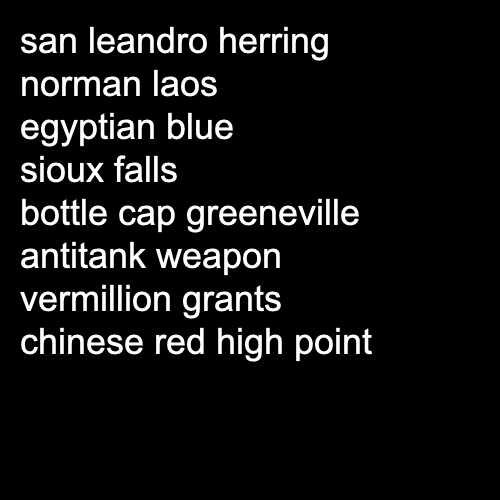 san leandro herring
norman laos
egyptian blue
sioux falls
bottle cap greeneville
antitank weapon
vermillion grants
chinese red high point